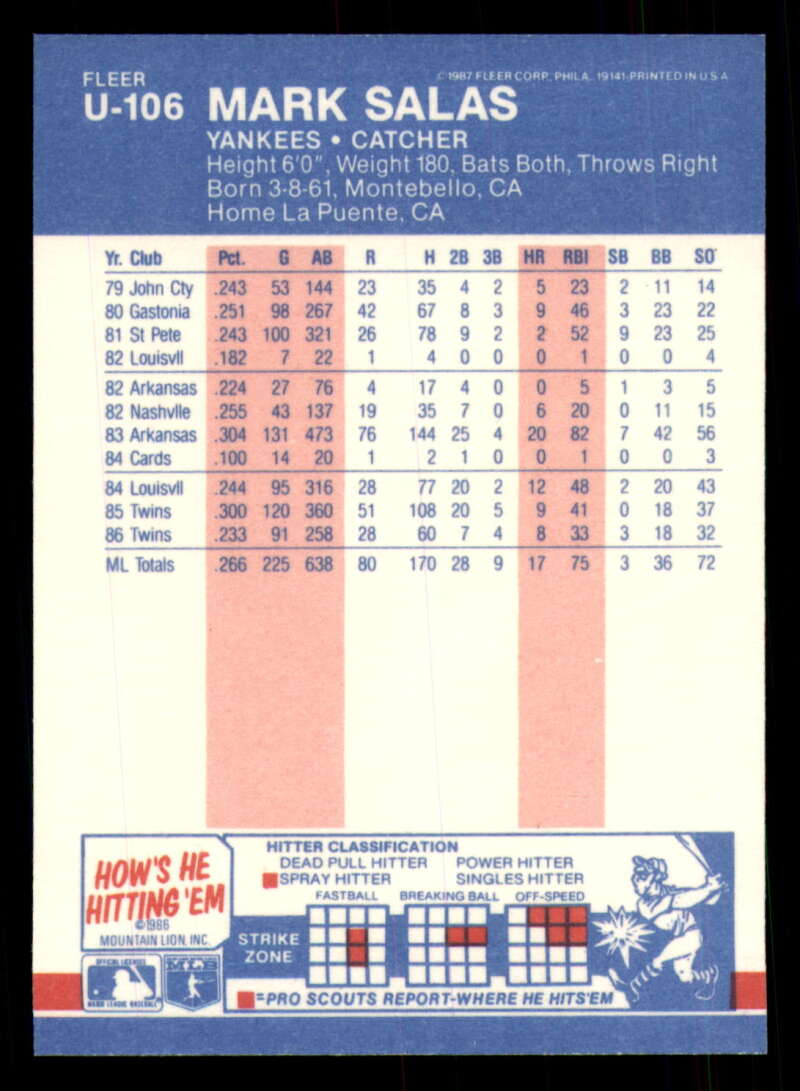 FLEER
© 1987 FLEER CORP., PHILA. 19141-PRINTED IN U S A
U-106 MARK SALAS
YANKEES • CATCHER
Height 6'0", Weight 180, Bats Both, Throws Right
Born 3-8-61, Montebello, CA
Home La Puente, CA
Yr. Club Pct. G AB R H 2B 3B HR RBI SB BB SO
79 John Cty .243 53 144 23 35 4 2 5 23 2 11 14
80 Gastonia .251 98 267 42 67 8 3 9 46 3 23 22
81 St Pete .243 100 321 26 78 9 2 2 52 9 23 25
82 Louisvll .182 7 22 1 4 0 0 0 1 0 0 4
82 Arkansas .224 27 76 4 17 4 0 0 5 1 3 5
82 Nashvlle .255 43 137 19 35 7 0 6 20 0 11 15
83 Arkansas .304 131 473 76 144 25 4 20 82 7 42 56
84 Cards .100 14 20 1 2 1 0 0 1 0 0 3
84 Louisvll .244 95 316 28 77 20 2 12 48 2 20 43
85 Twins .300 120 360 51 108 20 5 9 41 0 18 37
86 Twins .233 91 258 28 60 7 4 8 33 3 18 32
ML Totals .266 225 638 80 170 28 9 17 75 3 36 72
HOW'S HE
HITTING 'EM
©1986
MOUNTAIN LION, INC.
OFFICIAL LICENSEE
MAJOR LEAGUE BASEBALL
HITTER CLASSIFICATION
DEAD PULL HITTER POWER HITTER
SPRAY HITTER SINGLES HITTER
FASTBALL BREAKING BALL OFF-SPEED
STRIKE
ZONE
=PRO SCOUTS REPORT-WHERE HE HITS'EM